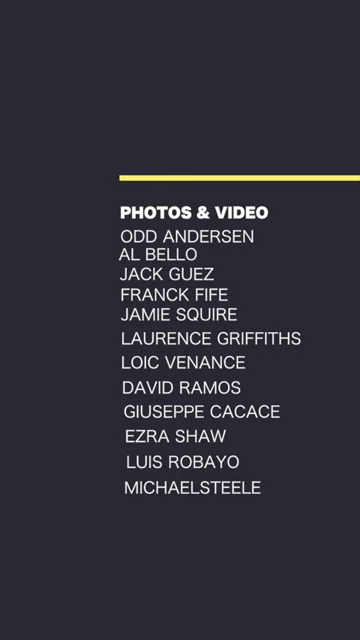 PHOTOS & VIDEO
ODD ANDERSEN
AL BELLO
JACK GUEZ
FRANCK FIFE
JAMIE SQUIRE
LAURENCE GRIFFITHS
LOIC VENANCE
DAVID RAMOS
GIUSEPPE CACACE
EZRA SHAW
LUIS ROBAYO
MICHAELSTEELE